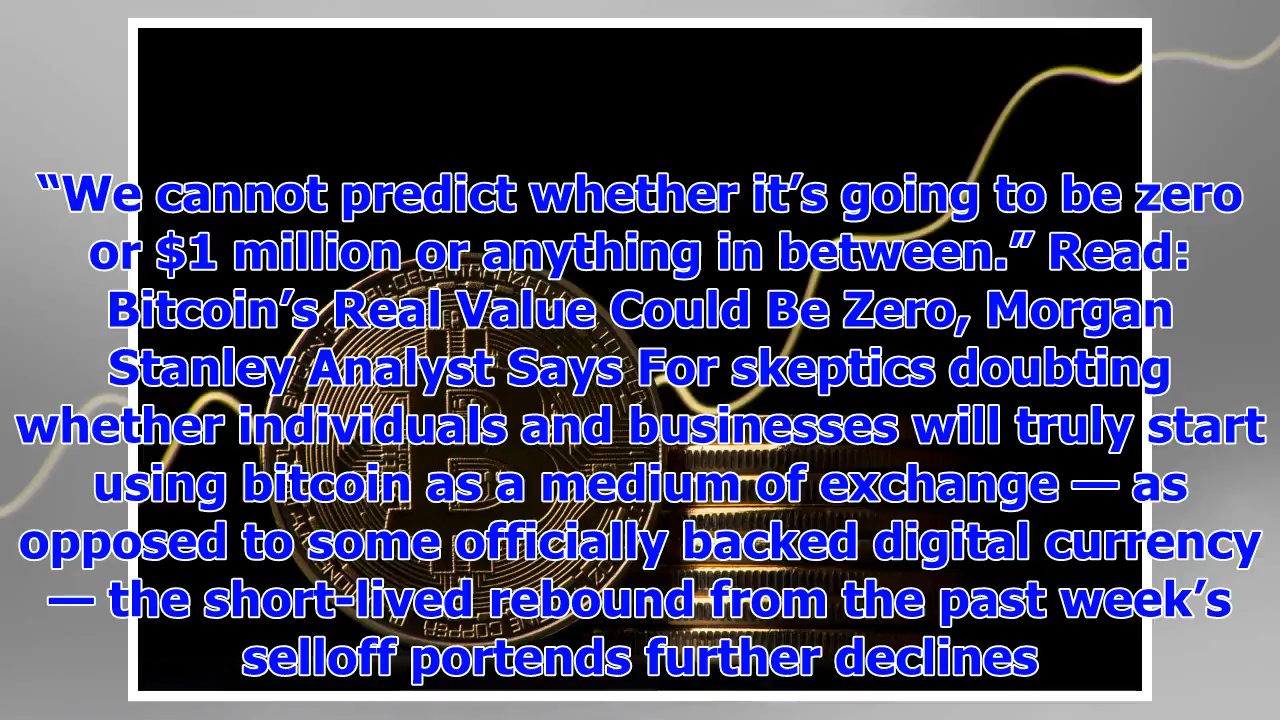 “We cannot predict whether it’s going to be zero
or $1 million or anything in between.” Read:
Bitcoin’s Real Value Could Be Zero, Morgan
Stanley Analyst Says For skeptics doubting
whether individuals and businesses will truly start
using bitcoin as a medium of exchange — as
opposed to some officially backed digital currency
— the short-lived rebound from the past week’s
selloff portends further declines